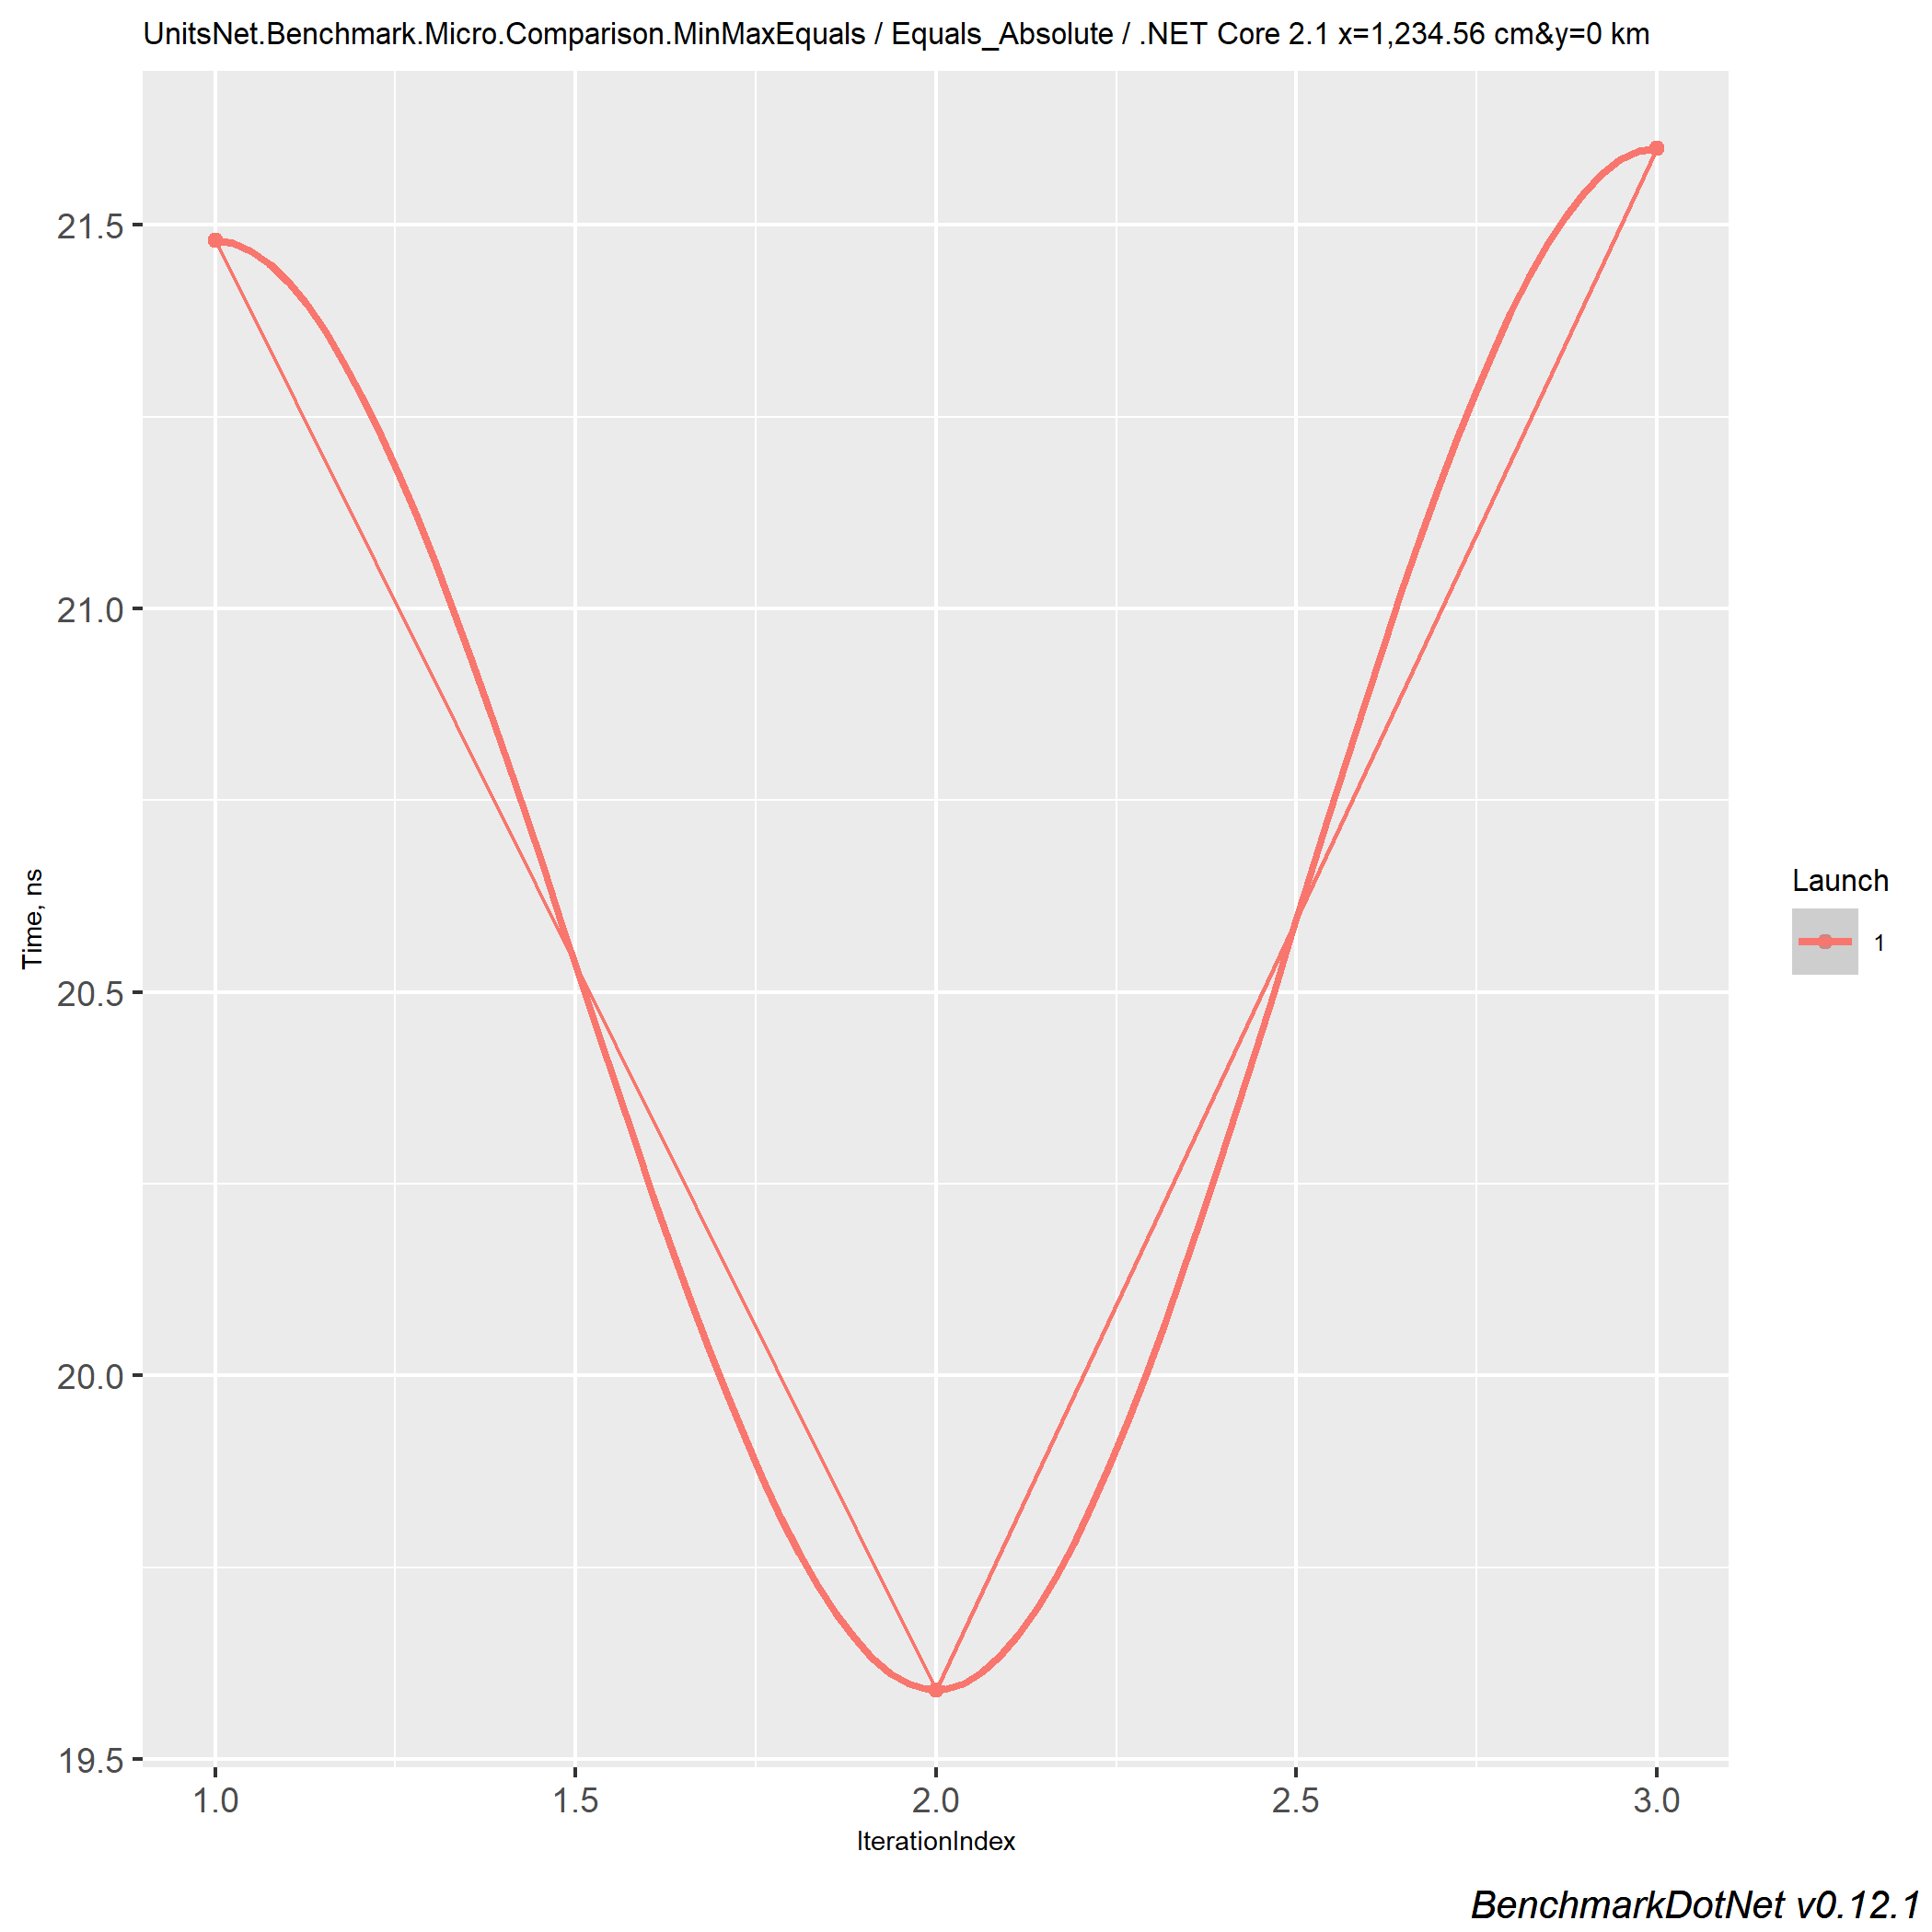 UnitsNet.Benchmark.Micro.Comparison.MinMaxEquals / Equals_Absolute / .NET Core 2.1 x=1,234.56 cm&y=0 km
21.5
21.0
20.5
20.0
19.5
Time, ns
1.0 1.5 2.0 2.5 3.0
IterationIndex
Launch
1
BenchmarkDotNet v0.12.1